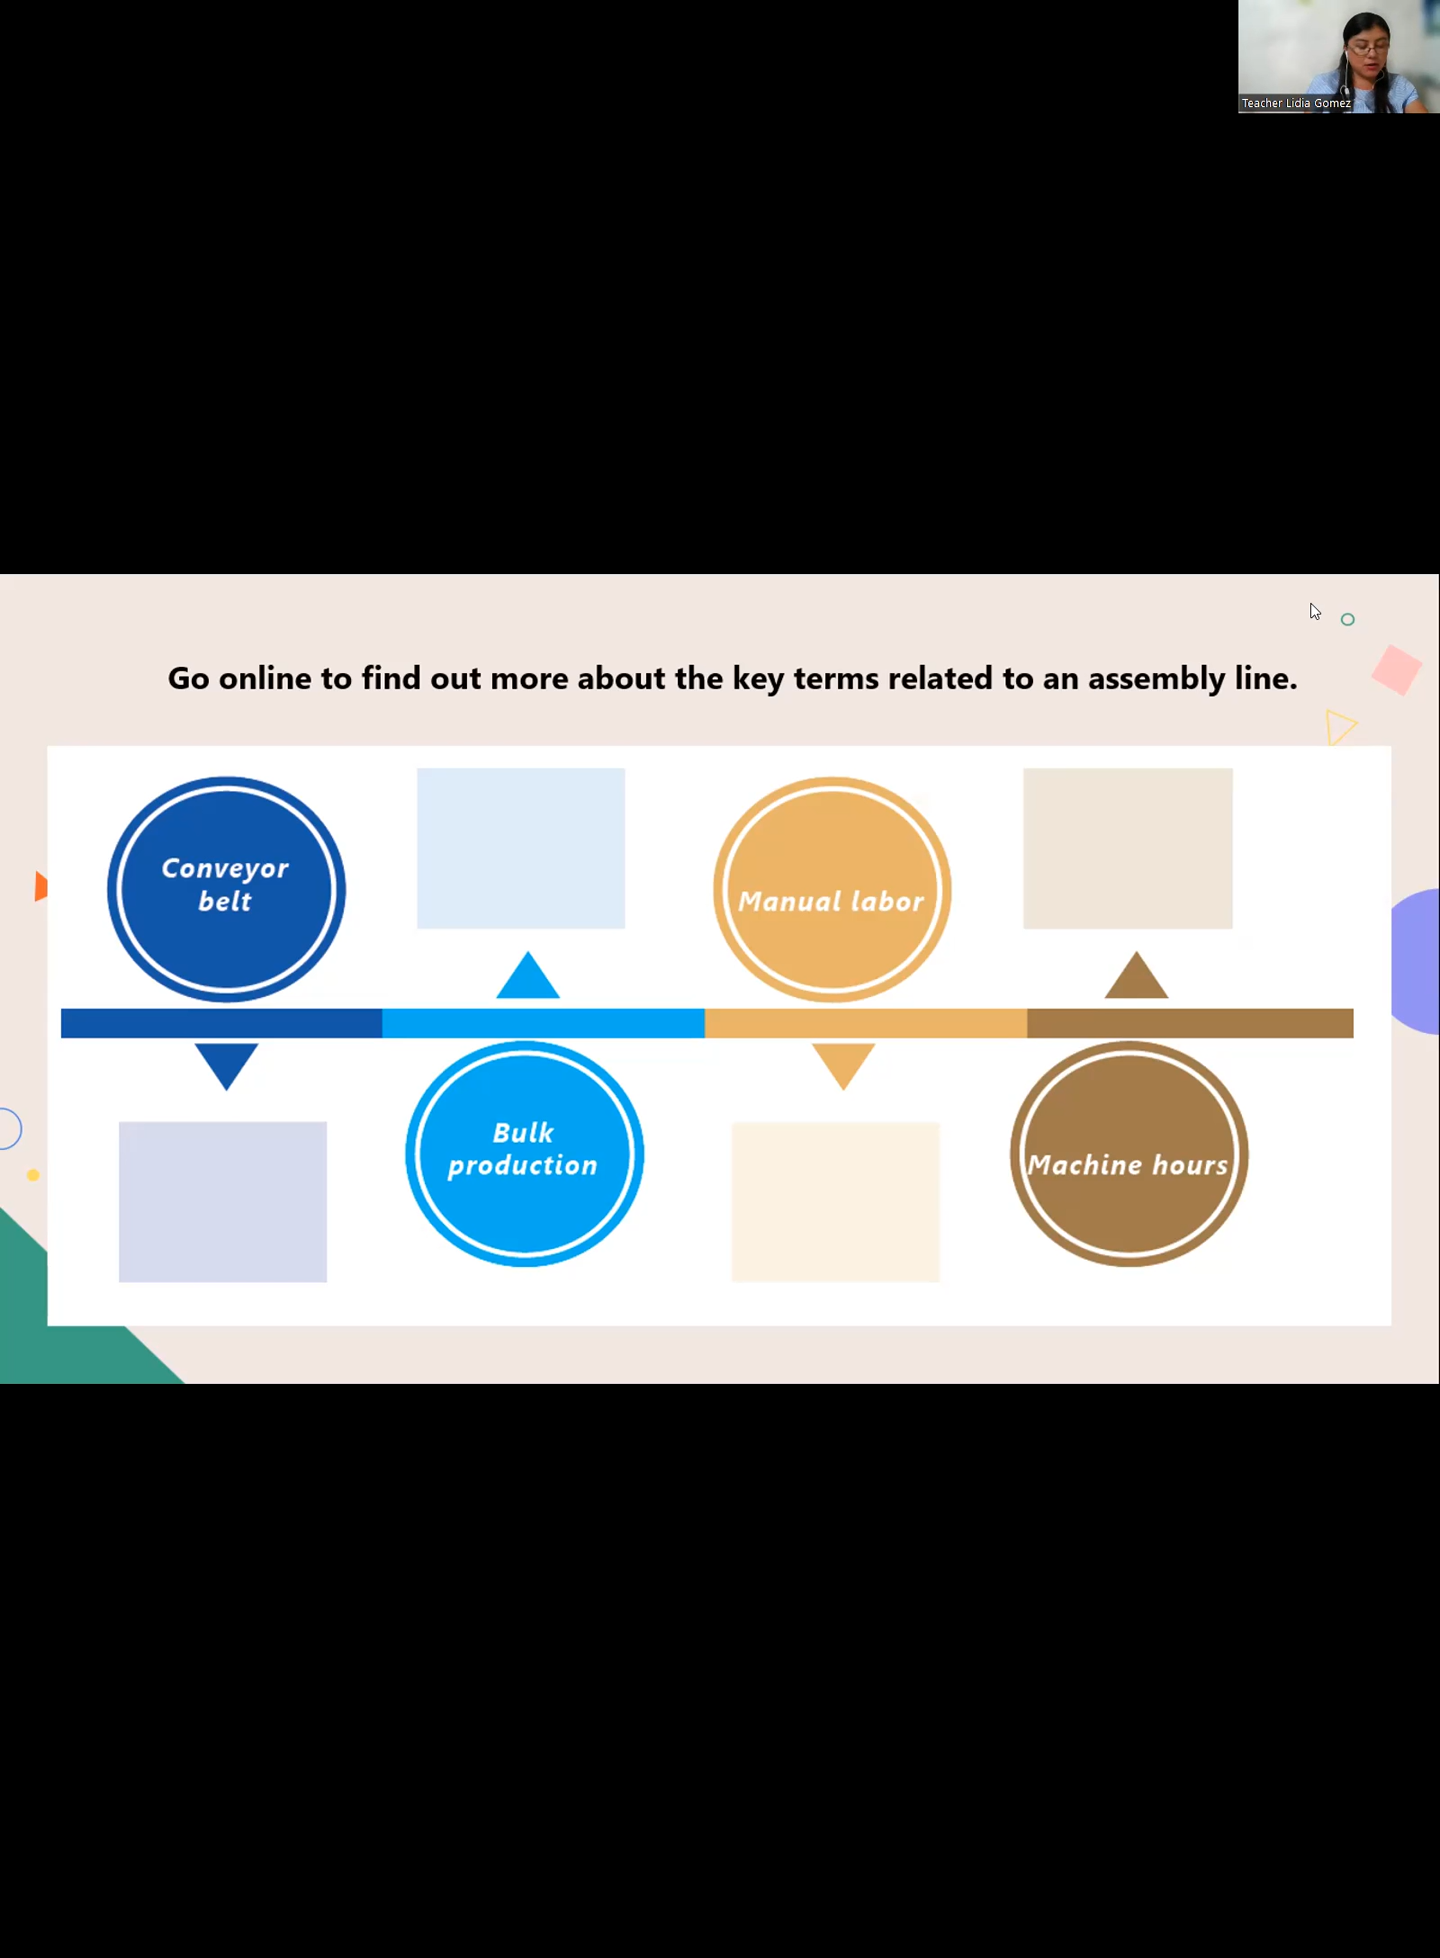 Teacher Lidia Gomez
Go online to find out more about the key terms related to an assembly line.
Conveyor
belt
Manual labor
Bulk
production
Machine hours